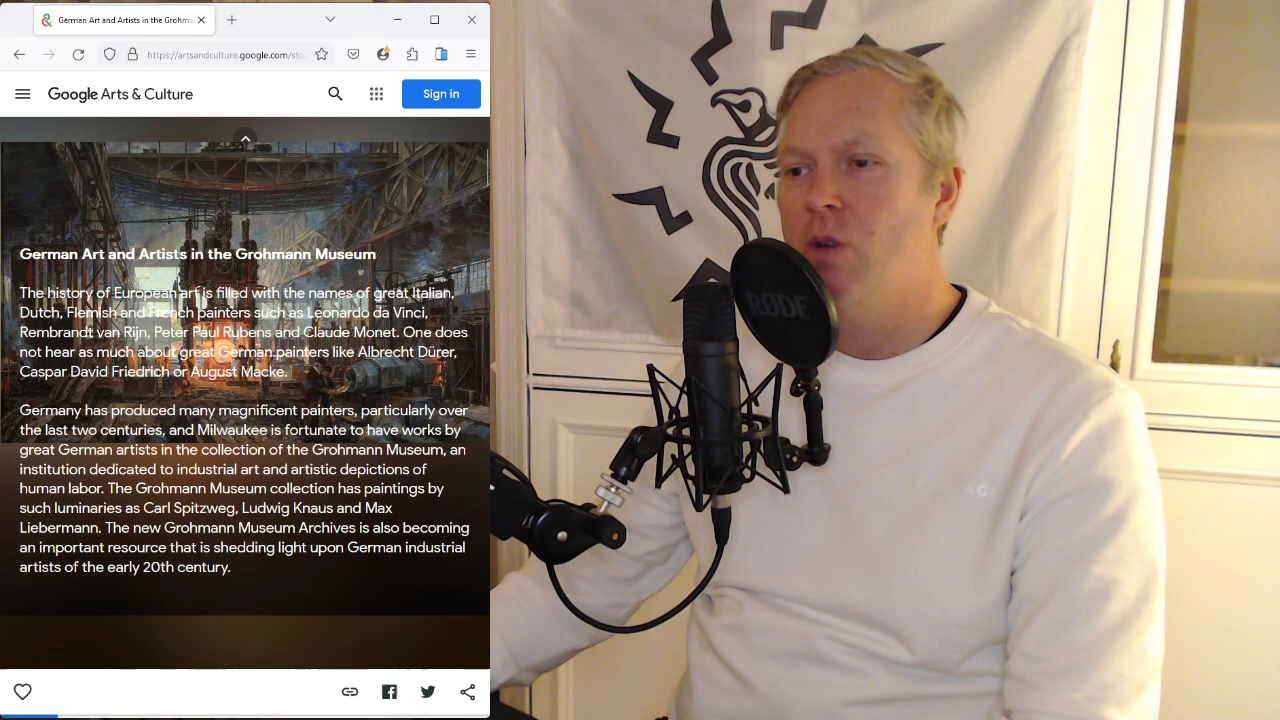 German Art and Artists in the Grohma
https://artsandculture.google.com/sto
Google Arts & Culture
Sign in
German Art and Artists in the Grohmann Museum
The history of European art is filled with the names of great Italian,
Dutch, Flemish and French painters such as Leonardo da Vinci,
Rembrandt van Rijn, Peter Paul Rubens and Claude Monet. One does
not hear as much about great German painters like Albrecht Dürer,
Caspar David Friedrich or August Macke.
Germany has produced many magnificent painters, particularly over
the last two centuries, and Milwaukee is fortunate to have works by
great German artists in the collection of the Grohmann Museum, an
institution dedicated to industrial art and artistic depictions of
human labor. The Grohmann Museum collection has paintings by
such luminaries as Carl Spitzweg, Ludwig Knaus and Max
Liebermann. The new Grohmann Museum Archives is also becoming
an important resource that is shedding light upon German industrial
artists of the early 20th century.
RØDE